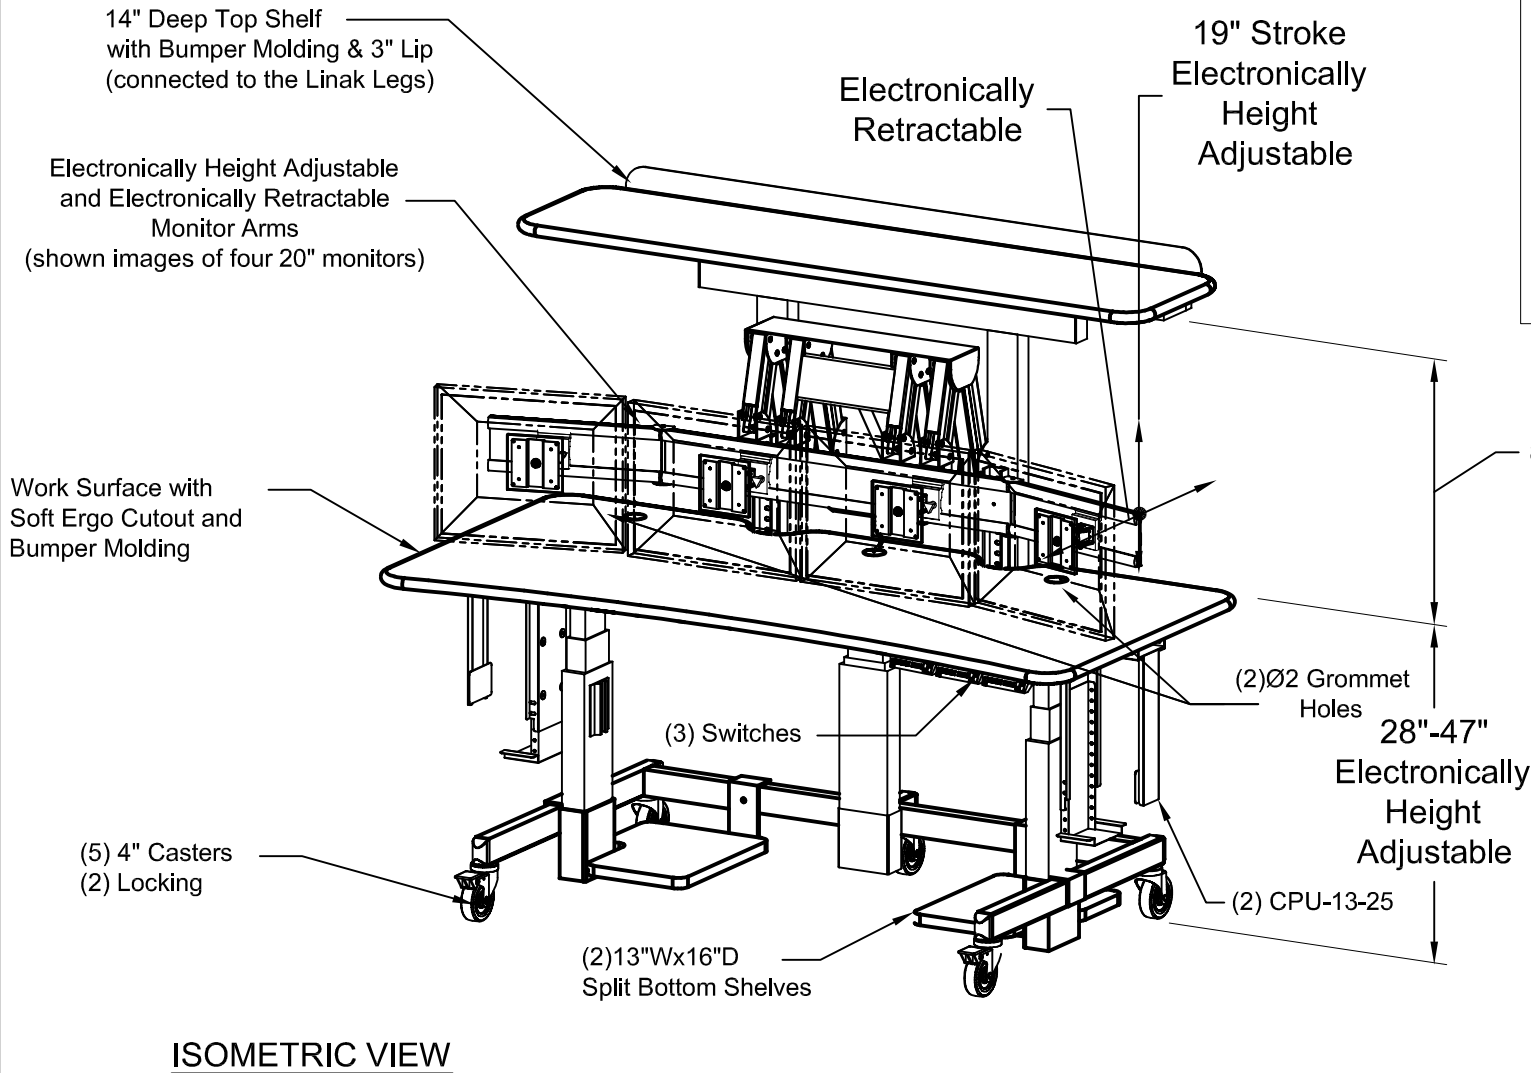 14" Deep Top Shelf
with Bumper Molding & 3" Lip
(connected to the Linak Legs)
19" Stroke
Electronically
Height
Adjustable
Electronically
Retractable
Electronically Height Adjustable
and Electronically Retractable
Monitor Arms
(shown images of four 20" monitors)
Work Surface with
Soft Ergo Cutout and
Bumper Molding
(2)Ø2 Grommet
Holes
(3) Switches
28"-47"
Electronically
Height
Adjustable
(5) 4" Casters
(2) Locking
(2) CPU-13-25
(2)13"Wx16"D
Split Bottom Shelves
ISOMETRIC VIEW